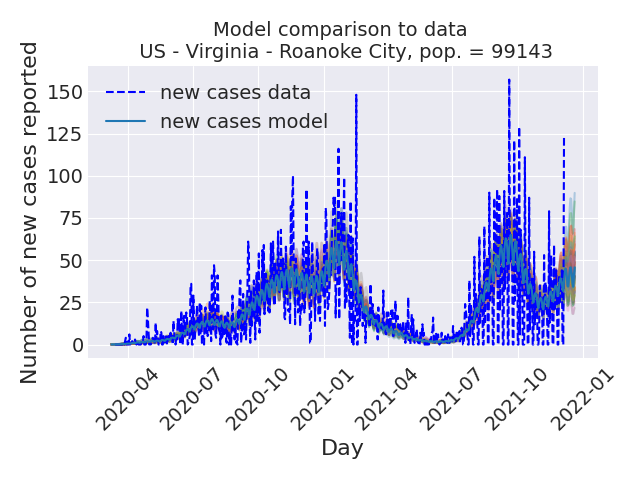 Model comparison to data
US - Virginia - Roanoke City, pop. = 99143
Number of new cases reported
150
125
100
75
50
25
0
new cases data
new cases model
2020-04
2020-07
2020-10
2021-01
2021-04
2021-07
2021-10
2022-01
Day